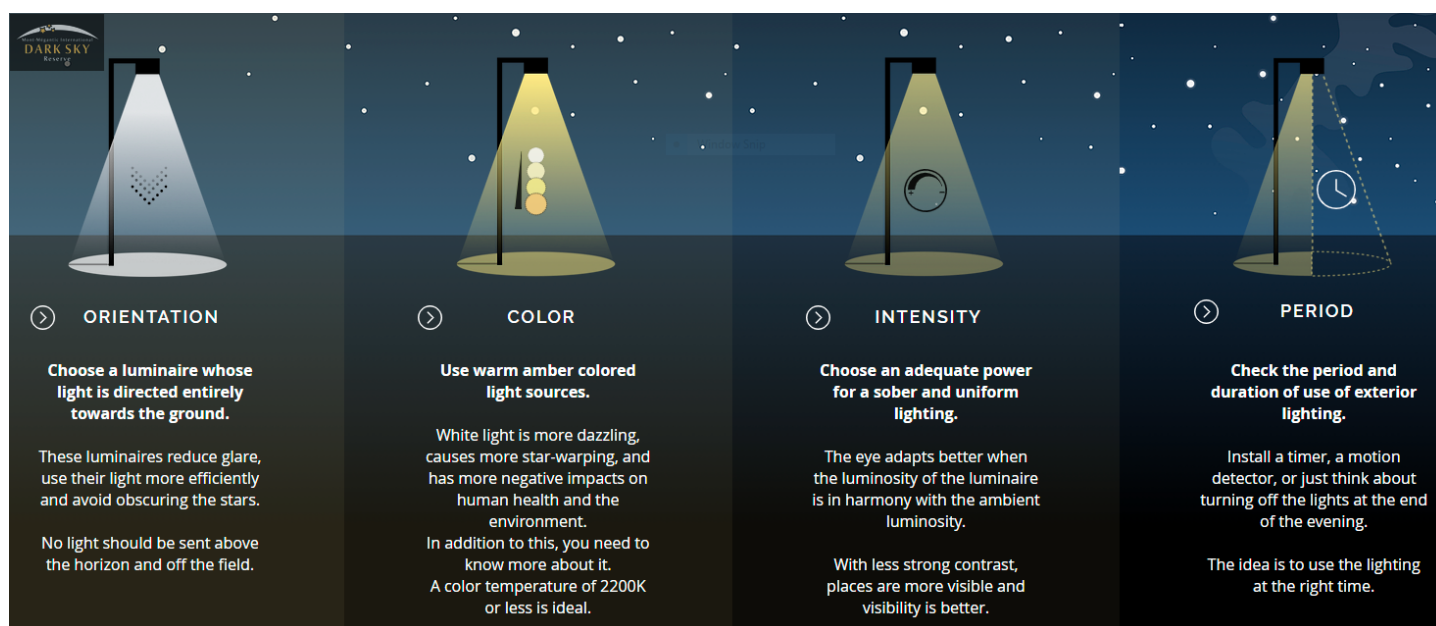 Mont-Mégantic International
DARK SKY
Reserve
ORIENTATION
Choose a luminaire whose
light is directed entirely
towards the ground.
These luminaires reduce glare,
use their light more efficiently
and avoid obscuring the stars.
No light should be sent above
the horizon and off the field.
COLOR
Use warm amber colored
light sources.
White light is more dazzling,
causes more star-warping, and
has more negative impacts on
human health and the
environment.
In addition to this, you need to
know more about it.
A color temperature of 2200K
or less is ideal.
+ -
INTENSITY
Choose an adequate power
for a sober and uniform
lighting.
The eye adapts better when
the luminosity of the luminaire
is in harmony with the ambient
luminosity.
With less strong contrast,
places are more visible and
visibility is better.
PERIOD
Check the period and
duration of use of exterior
lighting.
Install a timer, a motion
detector, or just think about
turning off the lights at the end
of the evening.
The idea is to use the lighting
at the right time.